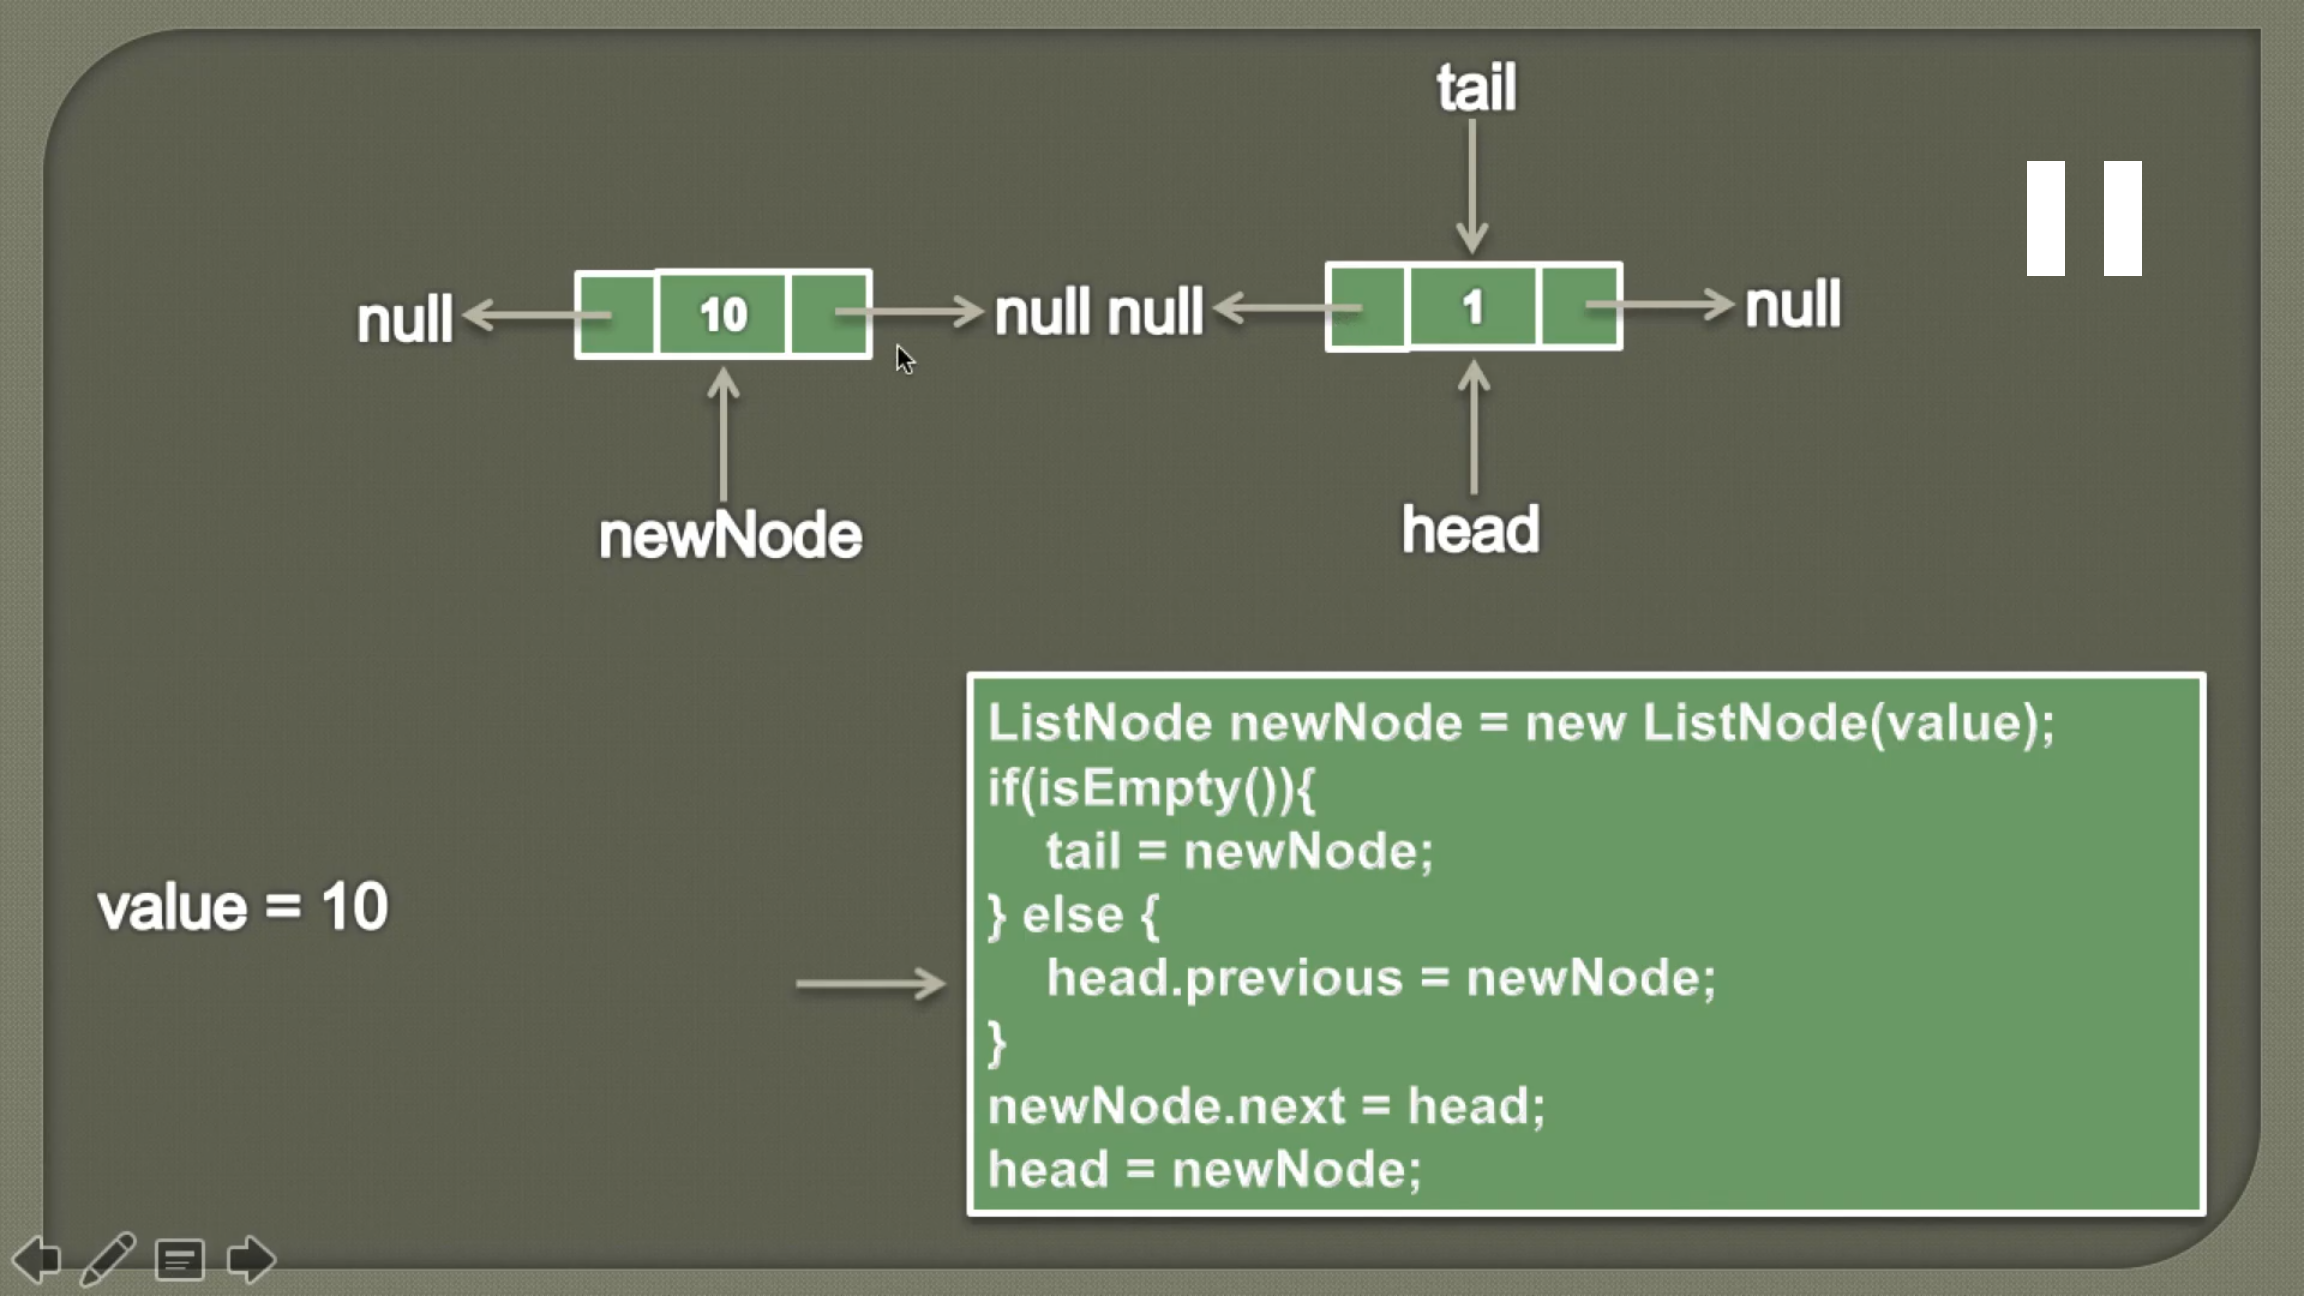 tail
null 10 null null 1 null
newNode head
value = 10
ListNode newNode = new ListNode(value);
if(isEmpty()){
tail = newNode;
} else {
head.previous = newNode;
}
newNode.next = head;
head = newNode;